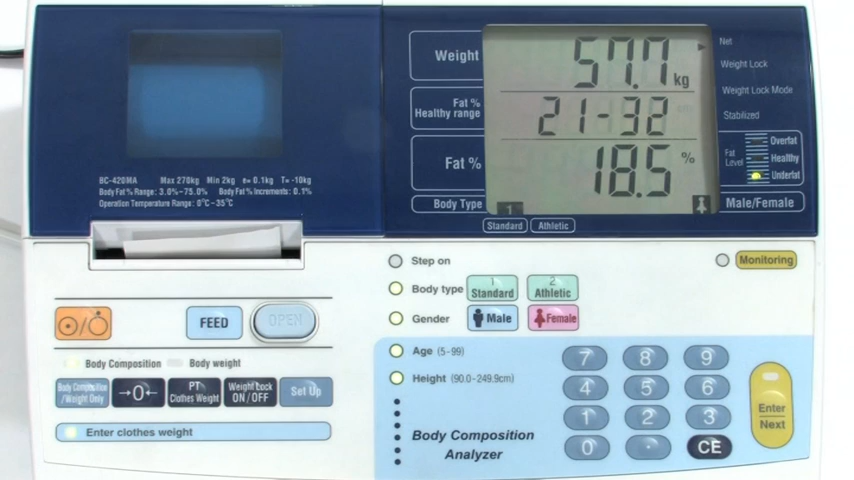 Weight
57.7 kg
Net
Weight Lock
Weight Lock Mode
Stabilized
Fat %
Healthy range
21-32
Fat % 18.5 %
Fat
Level
Overfat
Healthy
Underfat
Body Type
1
Male/Female
Standard Athletic
BC-420MA Max 270kg Min 2kg e= 0.1kg T= -10kg
Body Fat % Range: 3.0%~75.0% Body Fat % Increments: 0.1%
Operation Temperature Range: 0°C~35°C
Step on
Monitoring
Body type
1
Standard
2
Athletic
Gender
Male
Female
FEED
OPEN
Body Composition Body weight
Body Composition
/Weight Only
→0←
PT
Clothes Weight
Weight Lock
ON/OFF
Set Up
Enter clothes weight
Age (5-99)
Height (90.0-249.9cm)
Body Composition
Analyzer
7 8 9
4 5 6
1 2 3
0 . CE
Enter
Next